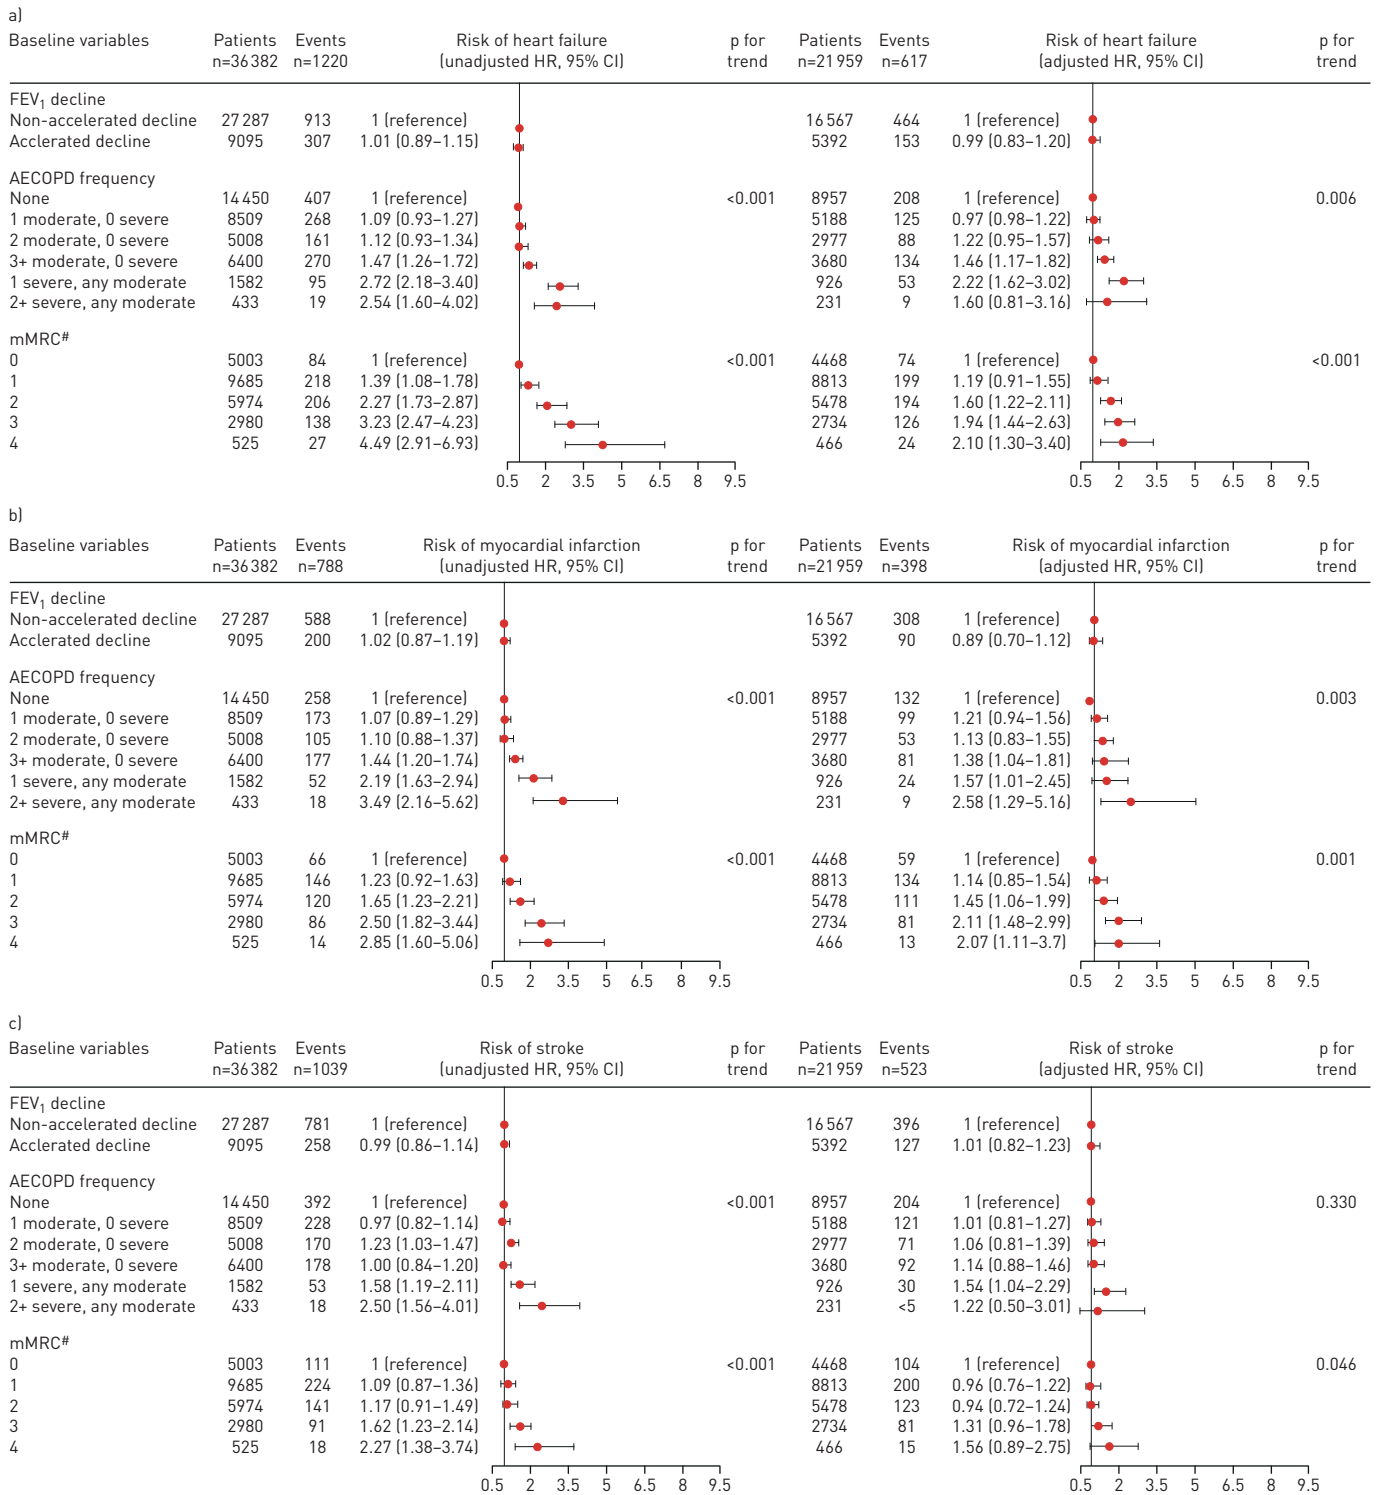 a)
Baseline variables Patients Events Risk of heart failure p for Patients Events Risk of heart failure p for
n=36 382 n=1220 (unadjusted HR, 95% CI) trend n=21 959 n=617 (adjusted HR, 95% CI) trend
FEV1 decline
Non-accelerated decline 27 287 913 1 (reference) 16 567 464 1 (reference)
Acclerated decline 9095 307 1.01 (0.89–1.15) 5392 153 0.99 (0.83–1.20)
AECOPD frequency
None 14 450 407 1 (reference) <0.001 8957 208 1 (reference) 0.006
1 moderate, 0 severe 8509 268 1.09 (0.93–1.27) 5188 125 0.97 (0.98–1.22)
2 moderate, 0 severe 5008 161 1.12 (0.93–1.34) 2977 88 1.22 (0.95–1.57)
3+ moderate, 0 severe 6400 270 1.47 (1.26–1.72) 3680 134 1.46 (1.17–1.82)
1 severe, any moderate 1582 95 2.72 (2.18–3.40) 926 53 2.22 (1.62–3.02)
2+ severe, any moderate 433 19 2.54 (1.60–4.02) 231 9 1.60 (0.81–3.16)
mMRC#
0 5003 84 1 (reference) <0.001 4468 74 1 (reference) <0.001
1 9685 218 1.39 (1.08–1.78) 8813 199 1.19 (0.91–1.55)
2 5974 206 2.27 (1.73–2.87) 5478 194 1.60 (1.22–2.11)
3 2980 138 3.23 (2.47–4.23) 2734 126 1.94 (1.44–2.63)
4 525 27 4.49 (2.91–6.93) 466 24 2.10 (1.30–3.40)
0.5 2 3.5 5 6.5 8 9.5 0.5 2 3.5 5 6.5 8 9.5
b)
Baseline variables Patients Events Risk of myocardial infarction p for Patients Events Risk of myocardial infarction p for
n=36 382 n=788 (unadjusted HR, 95% CI) trend n=21 959 n=398 (adjusted HR, 95% CI) trend
FEV1 decline
Non-accelerated decline 27 287 588 1 (reference) 16 567 308 1 (reference)
Acclerated decline 9095 200 1.02 (0.87–1.19) 5392 90 0.89 (0.70–1.12)
AECOPD frequency
None 14 450 258 1 (reference) <0.001 8957 132 1 (reference) 0.003
1 moderate, 0 severe 8509 173 1.07 (0.89–1.29) 5188 99 1.21 (0.94–1.56)
2 moderate, 0 severe 5008 105 1.10 (0.88–1.37) 2977 53 1.13 (0.83–1.55)
3+ moderate, 0 severe 6400 177 1.44 (1.20–1.74) 3680 81 1.38 (1.04–1.81)
1 severe, any moderate 1582 52 2.19 (1.63–2.94) 926 24 1.57 (1.01–2.45)
2+ severe, any moderate 433 18 3.49 (2.16–5.62) 231 9 2.58 (1.29–5.16)
mMRC#
0 5003 66 1 (reference) <0.001 4468 59 1 (reference) 0.001
1 9685 146 1.23 (0.92–1.63) 8813 134 1.14 (0.85–1.54)
2 5974 120 1.65 (1.23–2.21) 5478 111 1.45 (1.06–1.99)
3 2980 86 2.50 (1.82–3.44) 2734 81 2.11 (1.48–2.99)
4 525 14 2.85 (1.60–5.06) 466 13 2.07 (1.11–3.7)
0.5 2 3.5 5 6.5 8 9.5 0.5 2 3.5 5 6.5 8 9.5
c)
Baseline variables Patients Events Risk of stroke p for Patients Events Risk of stroke p for
n=36 382 n=1039 (unadjusted HR, 95% CI) trend n=21 959 n=523 (adjusted HR, 95% CI) trend
FEV1 decline
Non-accelerated decline 27 287 781 1 (reference) 16 567 396 1 (reference)
Acclerated decline 9095 258 0.99 (0.86–1.14) 5392 127 1.01 (0.82–1.23)
AECOPD frequency
None 14 450 392 1 (reference) <0.001 8957 204 1 (reference) 0.330
1 moderate, 0 severe 8509 228 0.97 (0.82–1.14) 5188 121 1.01 (0.81–1.27)
2 moderate, 0 severe 5008 170 1.23 (1.03–1.47) 2977 71 1.06 (0.81–1.39)
3+ moderate, 0 severe 6400 178 1.00 (0.84–1.20) 3680 92 1.14 (0.88–1.46)
1 severe, any moderate 1582 53 1.58 (1.19–2.11) 926 30 1.54 (1.04–2.29)
2+ severe, any moderate 433 18 2.50 (1.56–4.01) 231 <5 1.22 (0.50–3.01)
mMRC#
0 5003 111 1 (reference) <0.001 4468 104 1 (reference) 0.046
1 9685 224 1.09 (0.87–1.36) 8813 200 0.96 (0.76–1.22)
2 5974 141 1.17 (0.91–1.49) 5478 123 0.94 (0.72–1.24)
3 2980 91 1.62 (1.23–2.14) 2734 81 1.31 (0.96–1.78)
4 525 18 2.27 (1.38–3.74) 466 15 1.56 (0.89–2.75)
0.5 2 3.5 5 6.5 8 9.5 0.5 2 3.5 5 6.5 8 9.5